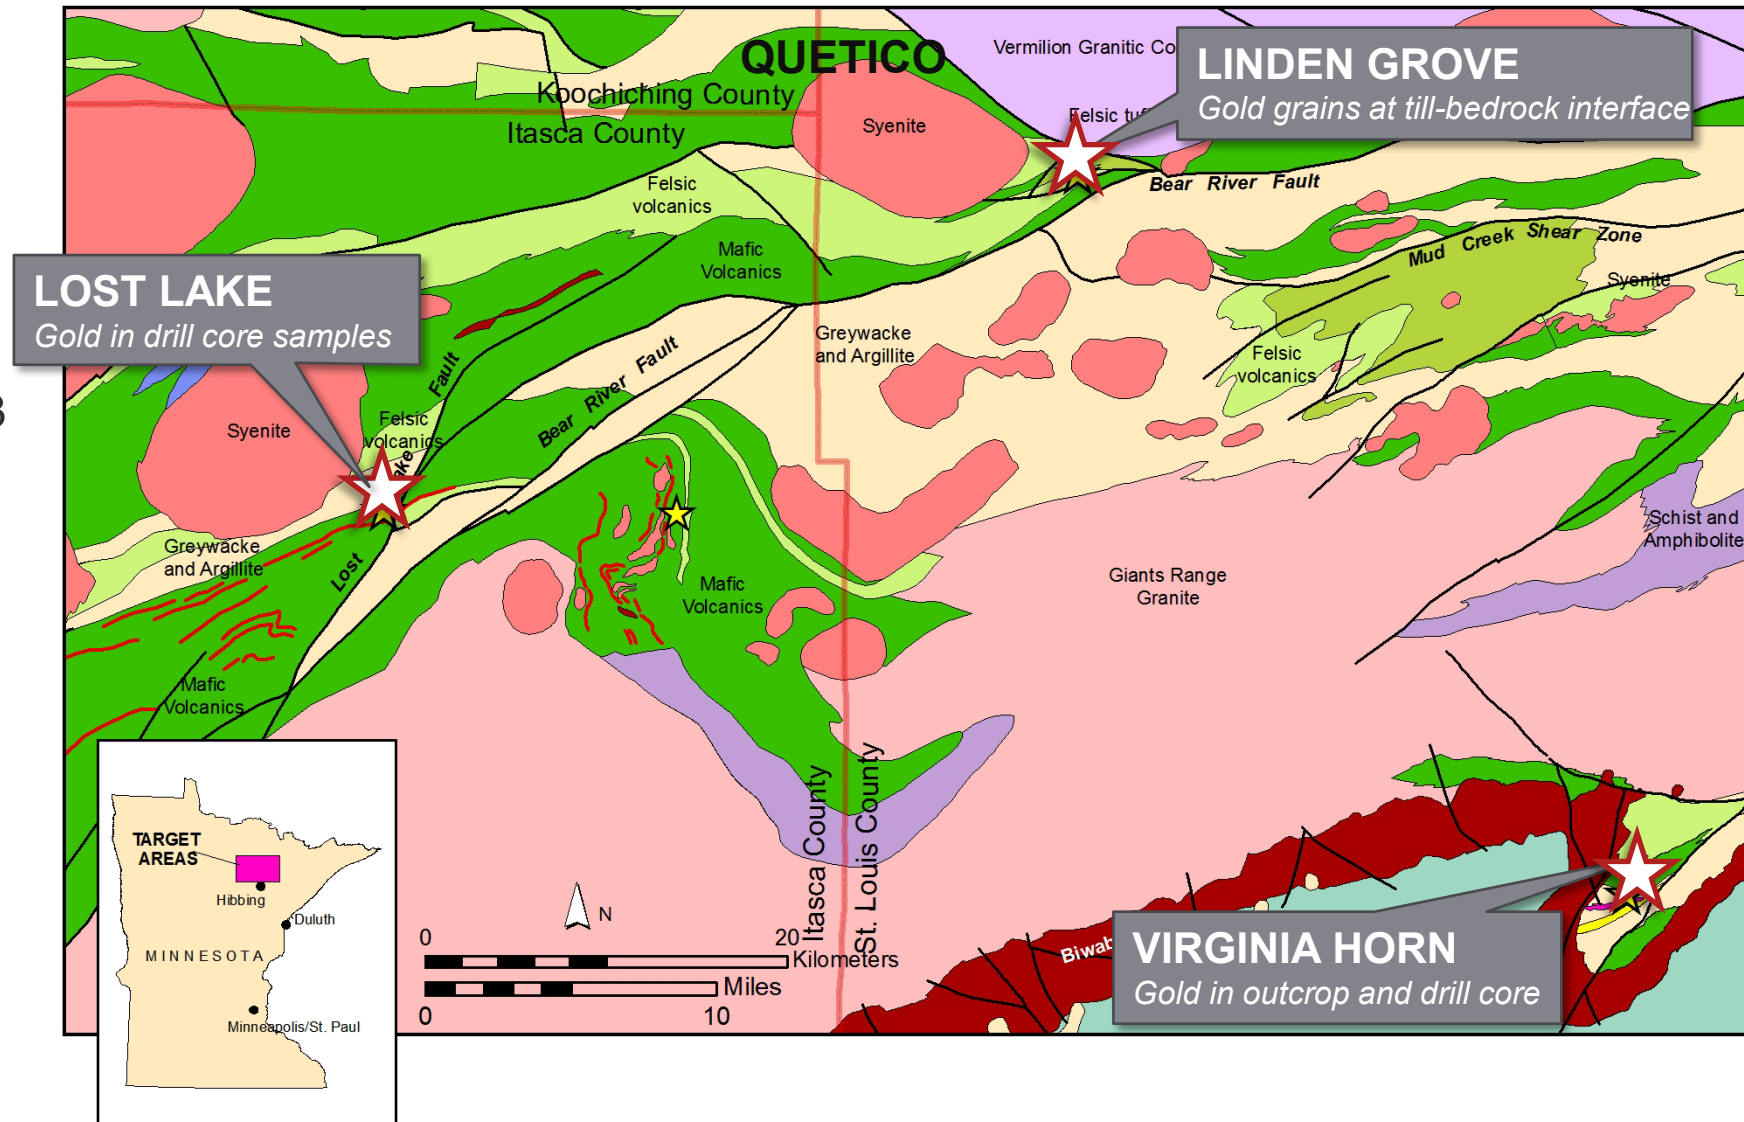 QUETICO
Vermilion Granitic Co
LINDEN GROVE
Gold grains at till-bedrock interface
Koochiching County
Itasca County
Syenite
Felsic tuf
Bear River Fault
Felsic
volcanics
Mafic
Volcanics
Mud Creek Shear Zone
Syenite
LOST LAKE
Gold in drill core samples
Greywacke
and Argillite
Felsic
volcanics
Fault
Bear River Fault
Syenite
Felsic
volcanics
ake
Lost
Greywacke
and Argillite
Schist and
Amphibolite
Giants Range
Granite
Mafic
Volcanics
Mafic
Volcanics
TARGET
AREAS
Hibbing
Duluth
MINNESOTA
Minneapolis/St. Paul
N
0
20
Kilometers
Miles
0
10
Itasca County
St. Louis County
Biwab
VIRGINIA HORN
Gold in outcrop and drill core